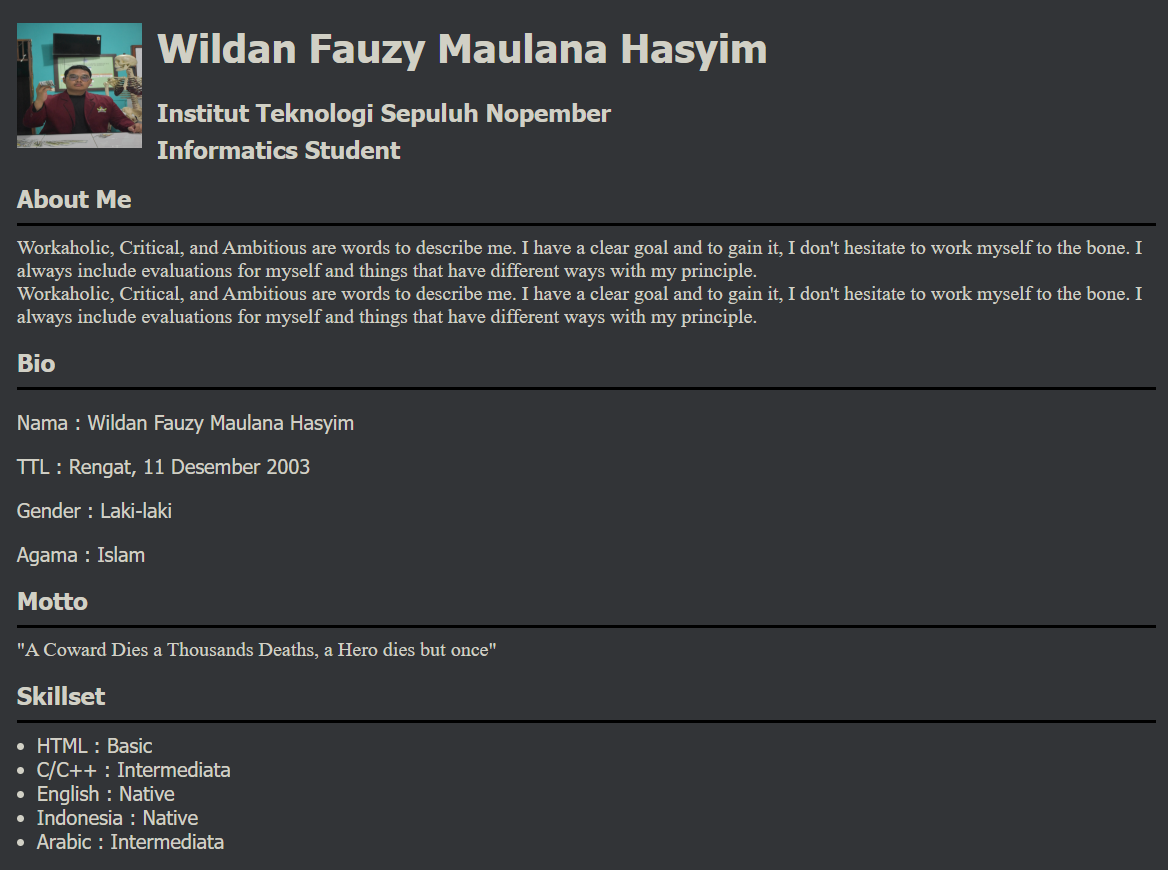 Wildan Fauzy Maulana Hasyim
Institut Teknologi Sepuluh Nopember
Informatics Student
About Me
Workaholic, Critical, and Ambitious are words to describe me. I have a clear goal and to gain it, I don't hesitate to work myself to the bone. I
always include evaluations for myself and things that have different ways with my principle.
Workaholic, Critical, and Ambitious are words to describe me. I have a clear goal and to gain it, I don't hesitate to work myself to the bone. I
always include evaluations for myself and things that have different ways with my principle.
Bio
Nama : Wildan Fauzy Maulana Hasyim
TTL : Rengat, 11 Desember 2003
Gender : Laki-laki
Agama : Islam
Motto
"A Coward Dies a Thousands Deaths, a Hero dies but once"
Skillset
• HTML : Basic
• C/C++ : Intermediata
• English : Native
• Indonesia : Native
• Arabic : Intermediata